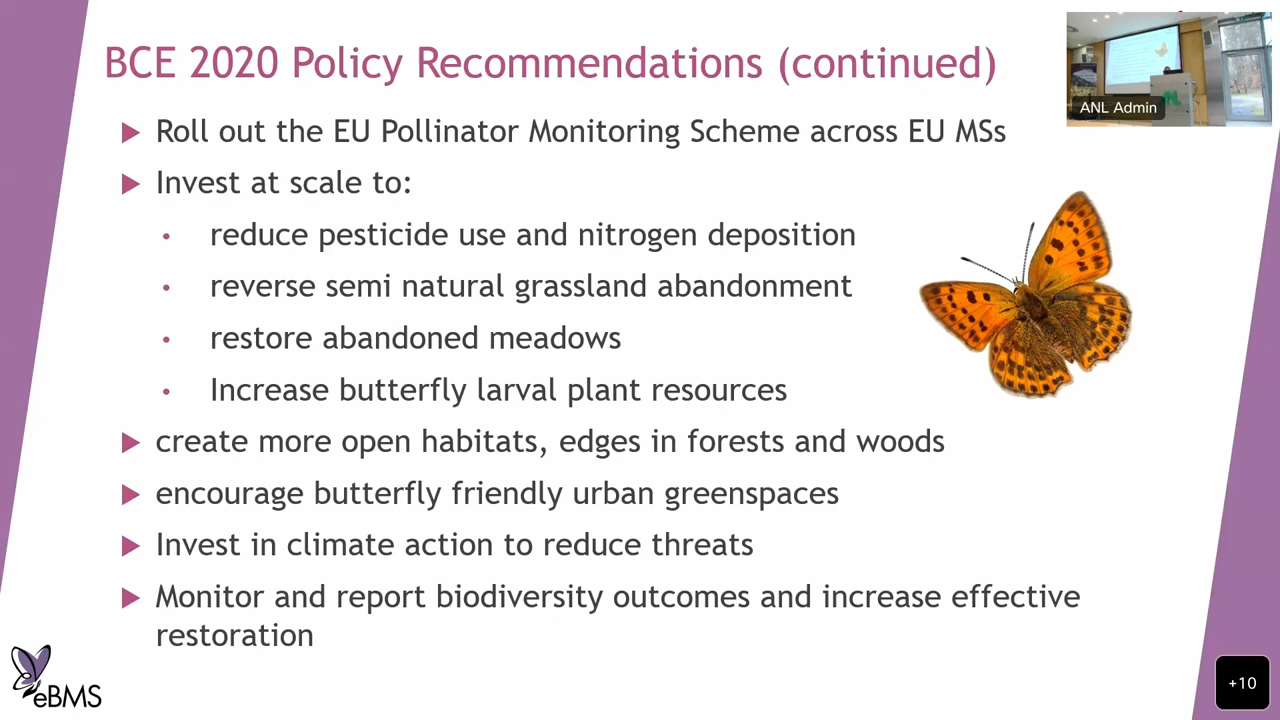 BCE 2020 Policy Recommendations (continued)
ANL Admin
Roll out the EU Pollinator Monitoring Scheme across EU MSs
Invest at scale to:
reduce pesticide use and nitrogen deposition
reverse semi natural grassland abandonment
restore abandoned meadows
Increase butterfly larval plant resources
create more open habitats, edges in forests and woods
encourage butterfly friendly urban greenspaces
Invest in climate action to reduce threats
Monitor and report biodiversity outcomes and increase effective
restoration
eBMS
+10